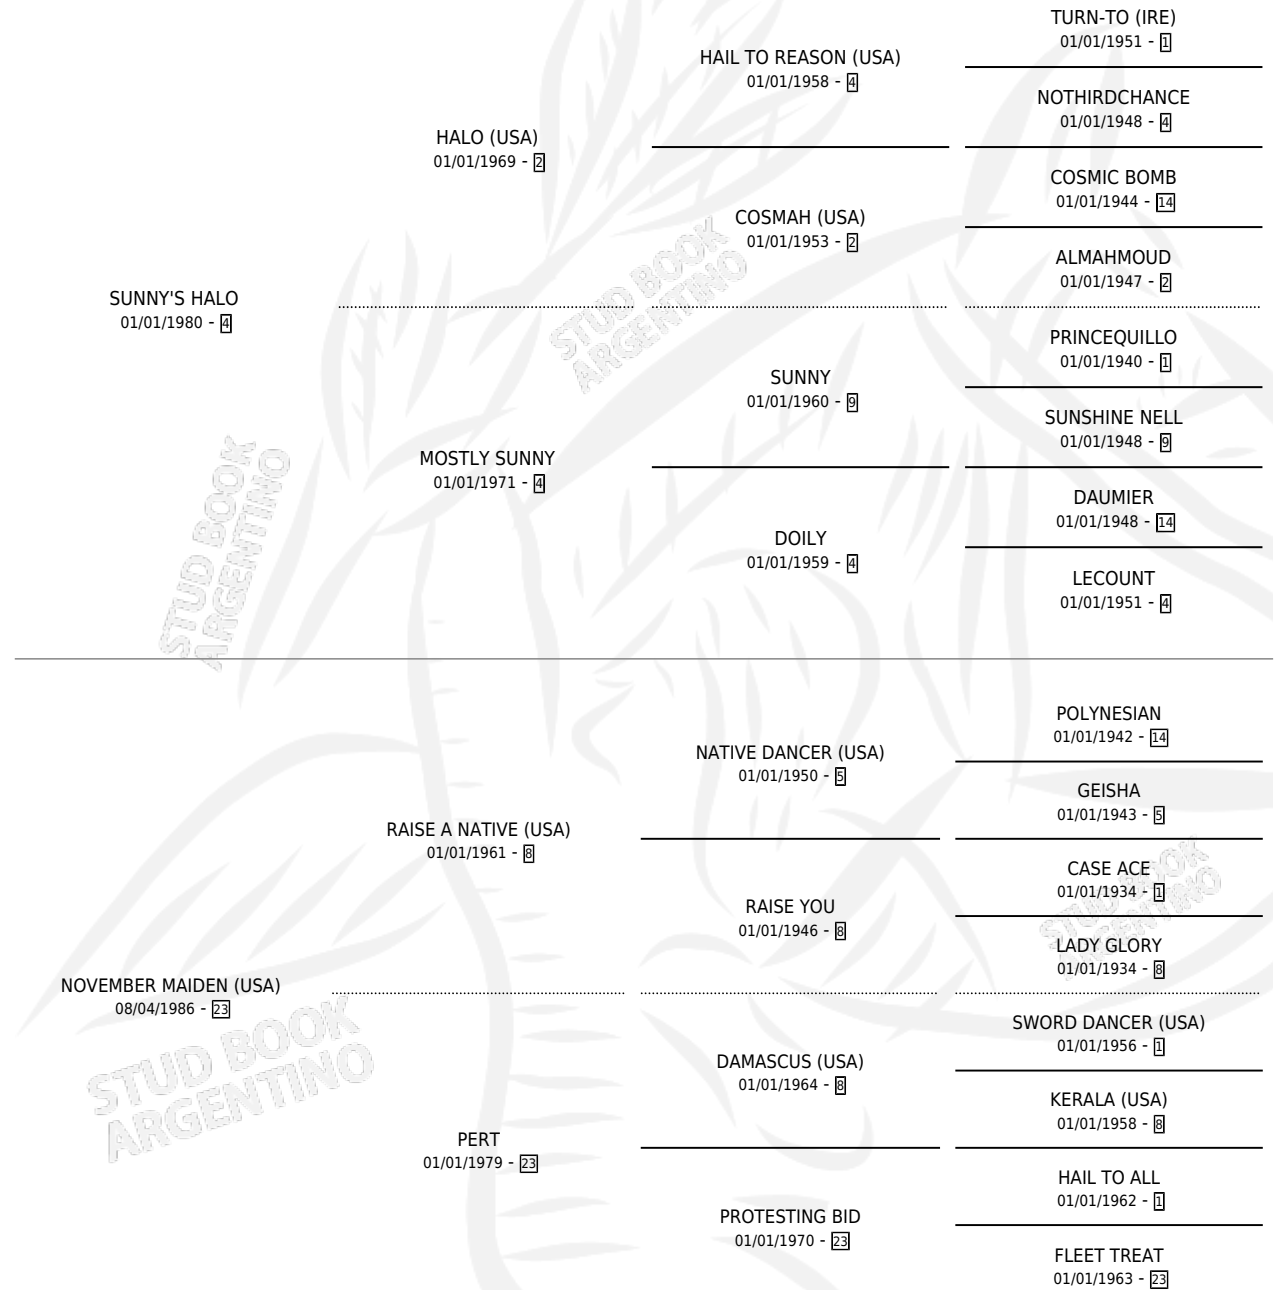 TURN-TO (IRE)
01/01/1951 - 1
HAIL TO REASON (USA)
01/01/1958 - 4
NOTHIRDCHANCE
01/01/1948 - 4
HALO (USA)
01/01/1969 - 2
COSMIC BOMB
01/01/1944 - 14
COSMAH (USA)
01/01/1953 - 2
ALMAHMOUD
01/01/1947 - 2
SUNNY'S HALO
01/01/1980 - 4
STUD BOOK
ARGENTINO
PRINCEQUILLO
01/01/1940 - 1
SUNNY
01/01/1960 - 9
SUNSHINE NELL
01/01/1948 - 9
MOSTLY SUNNY
01/01/1971 - 4
DAUMIER
01/01/1948 - 14
DOILY
01/01/1959 - 4
LECOUNT
01/01/1951 - 4
STUD BOOK
ARGENTINO
POLYNESIAN
01/01/1942 - 14
NATIVE DANCER (USA)
01/01/1950 - 5
GEISHA
01/01/1943 - 5
RAISE A NATIVE (USA)
01/01/1961 - 8
CASE ACE
01/01/1934 - 1
RAISE YOU
01/01/1946 - 8
LADY GLORY
01/01/1934 - 8
STUD BOOK
ARGENTINO
NOVEMBER MAIDEN (USA)
08/04/1986 - 23
SWORD DANCER (USA)
01/01/1956 - 1
DAMASCUS (USA)
01/01/1964 - 8
KERALA (USA)
01/01/1958 - 8
STUD BOOK
ARGENTINO
PERT
01/01/1979 - 23
HAIL TO ALL
01/01/1962 - 1
PROTESTING BID
01/01/1970 - 23
FLEET TREAT
01/01/1963 - 23